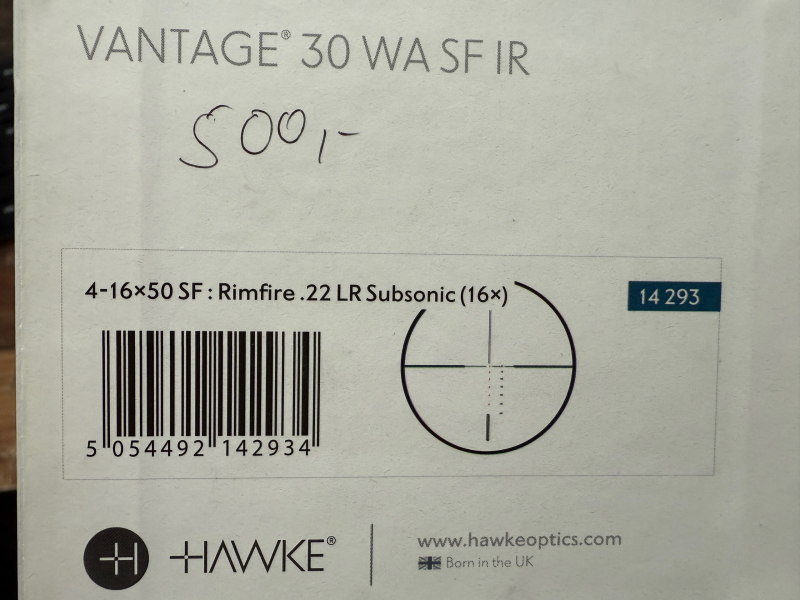 VANTAGE® 30 WA SF IR
500,-
4-16×50 SF : Rimfire .22 LR Subsonic (16×)
14 293
5 054492 142934
HAWKE®
www.hawkeoptics.com
Born in the UK